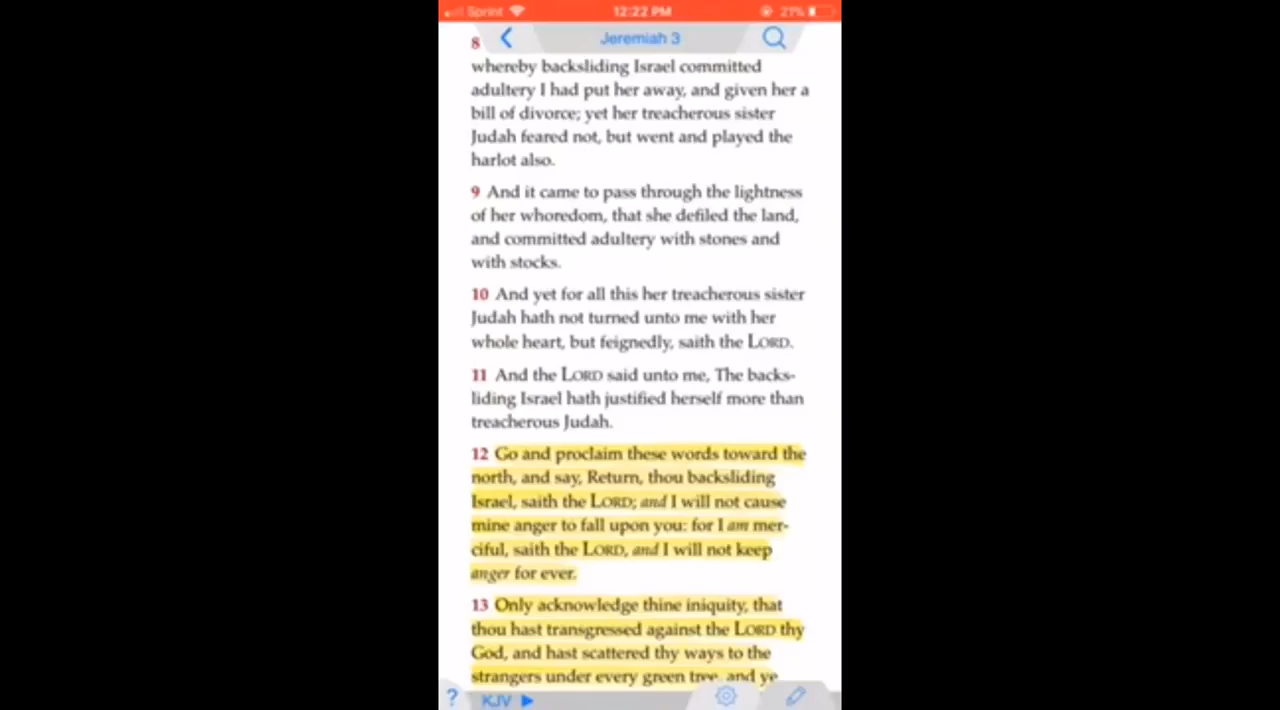 Sprint 12:22 PM 21%
Jeremiah 3
8
whereby backsliding Israel committed
adultery I had put her away, and given her a
bill of divorce; yet her treacherous sister
Judah feared not, but went and played the
harlot also.
9 And it came to pass through the lightness
of her whoredom, that she defiled the land,
and committed adultery with stones and
with stocks.
10 And yet for all this her treacherous sister
Judah hath not turned unto me with her
whole heart, but feignedly, saith the LORD.
11 And the LORD said unto me, The backs-
liding Israel hath justified herself more than
treacherous Judah.
12 Go and proclaim these words toward the
north, and say, Return, thou backsliding
Israel, saith the LORD; and I will not cause
mine anger to fall upon you: for I am mer-
ciful, saith the LORD, and I will not keep
anger for ever.
13 Only acknowledge thine iniquity, that
thou hast transgressed against the LORD thy
God, and hast scattered thy ways to the
strangers under every green tree, and ye
? KJV